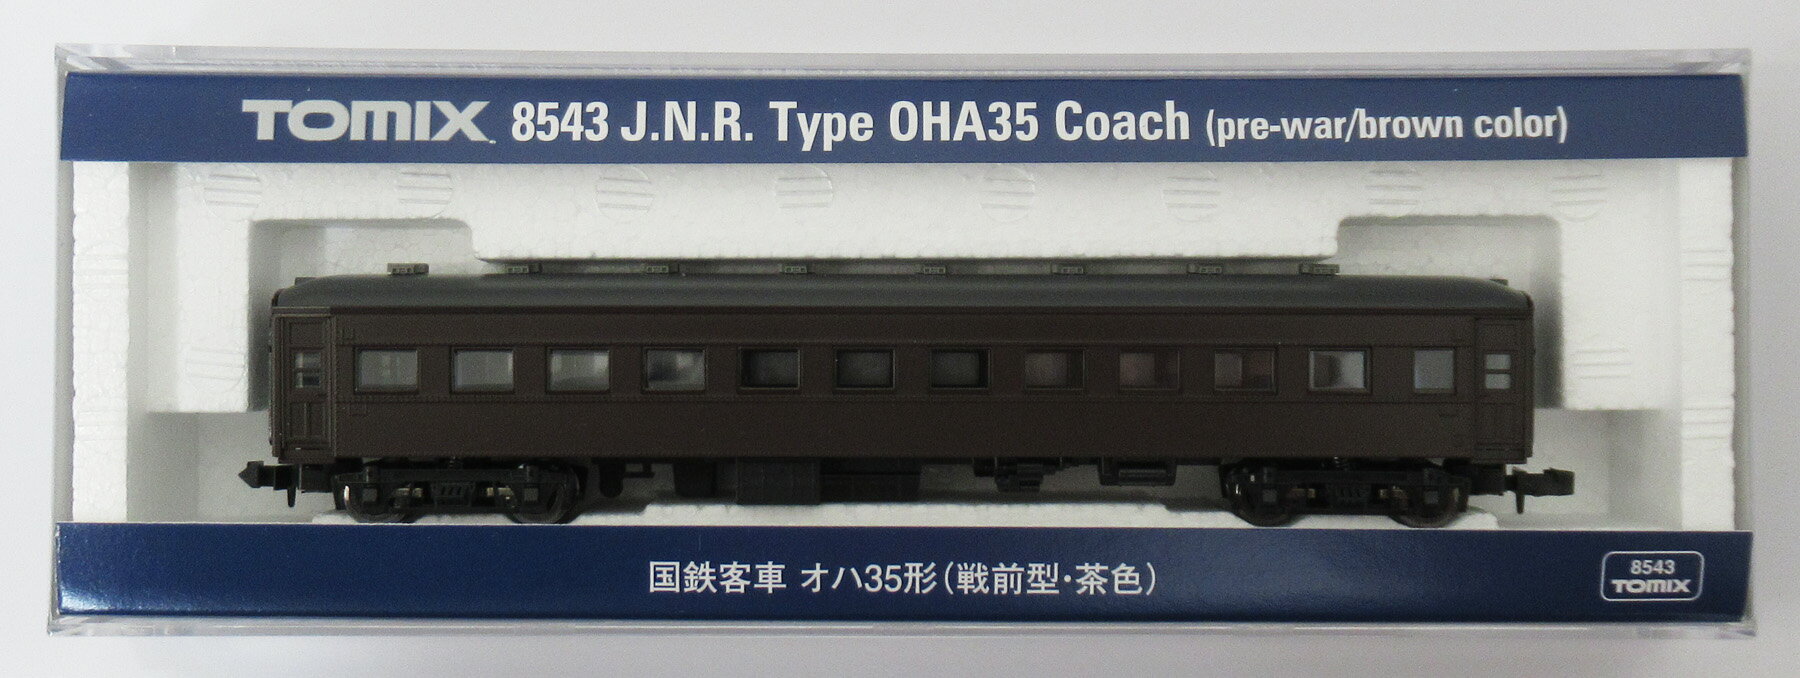 TOMIX 8543 J.N.R. Type OHA35 Coach (pre-war/brown color)
国鉄客車 オハ35形(戦前型・茶色)
8543
TOMIX